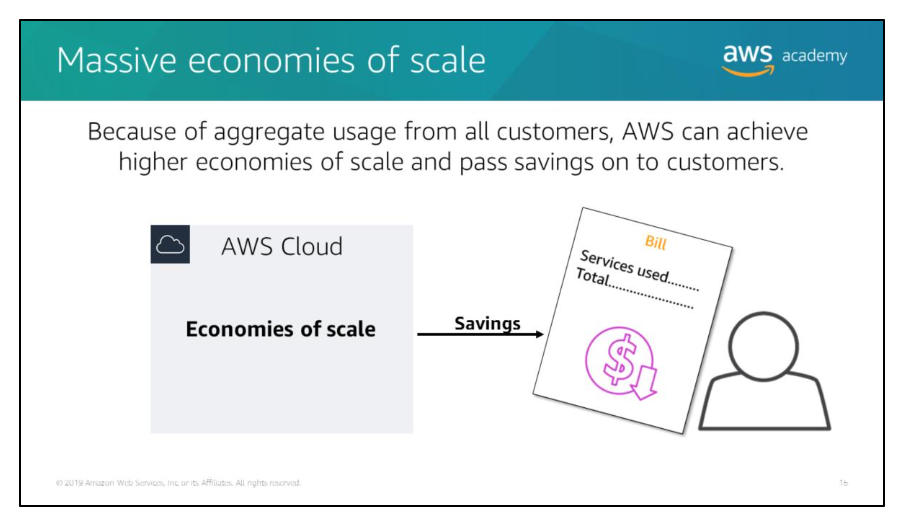 Massive economies of scale
aws academy
Because of aggregate usage from all customers, AWS can achieve
higher economies of scale and pass savings on to customers.
AWS Cloud
Economies of scale
Savings
Bill
Services used.........
Total......................
$
© 2019 Amazon Web Services, Inc. or its Affiliates. All rights reserved.
16